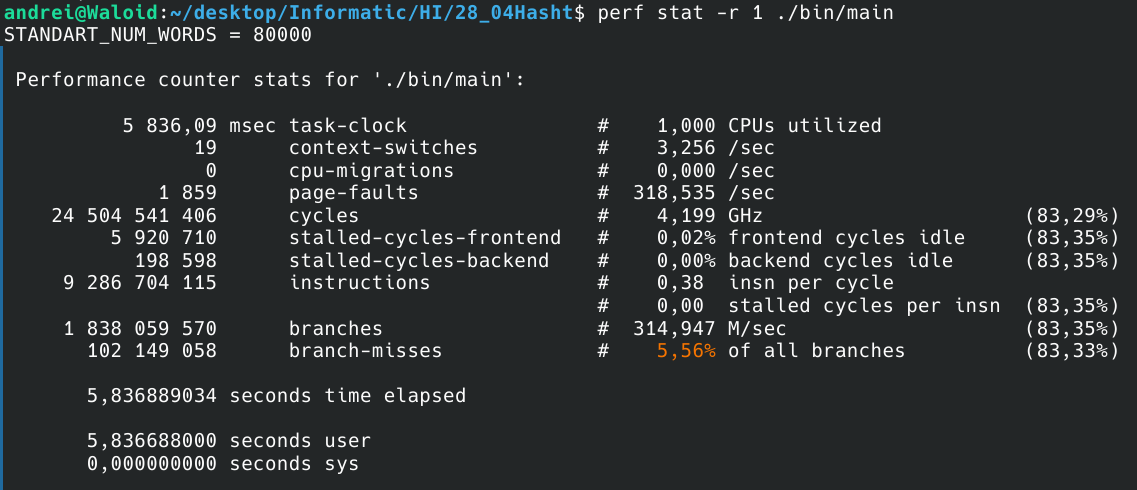 andrei@Waloid:~/desktop/Informatic/HI/28_04Hasht$ perf stat -r 1 ./bin/main
STANDART_NUM_WORDS = 80000
Performance counter stats for './bin/main':
5 836,09 msec task-clock # 1,000 CPUs utilized
19 context-switches # 3,256 /sec
0 cpu-migrations # 0,000 /sec
1 859 page-faults # 318,535 /sec
24 504 541 406 cycles # 4,199 GHz (83,29%)
5 920 710 stalled-cycles-frontend # 0,02% frontend cycles idle (83,35%)
198 598 stalled-cycles-backend # 0,00% backend cycles idle (83,35%)
9 286 704 115 instructions # 0,38 insn per cycle
# 0,00 stalled cycles per insn (83,35%)
1 838 059 570 branches # 314,947 M/sec (83,35%)
102 149 058 branch-misses # 5,56% of all branches (83,33%)
5,836889034 seconds time elapsed
5,836688000 seconds user
0,000000000 seconds sys